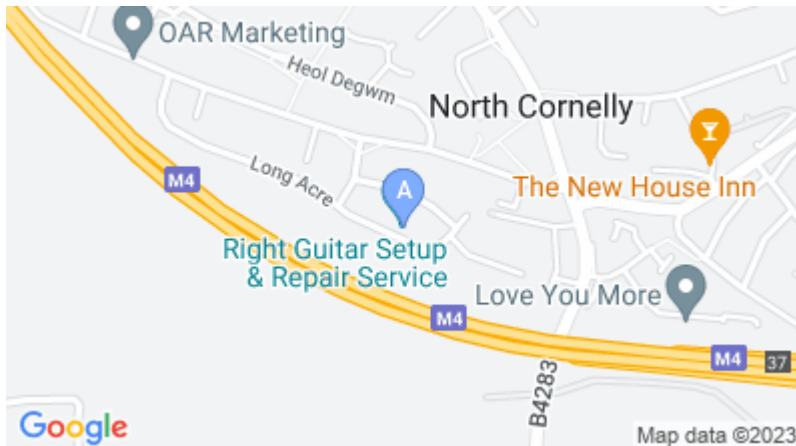 OAR Marketing
Heol Degwm
North Cornelly
M4
Long Acre
A
The New House Inn
Right Guitar Setup
& Repair Service
Love You More
M4
M4
37
B4283
Google
Map data ©2023